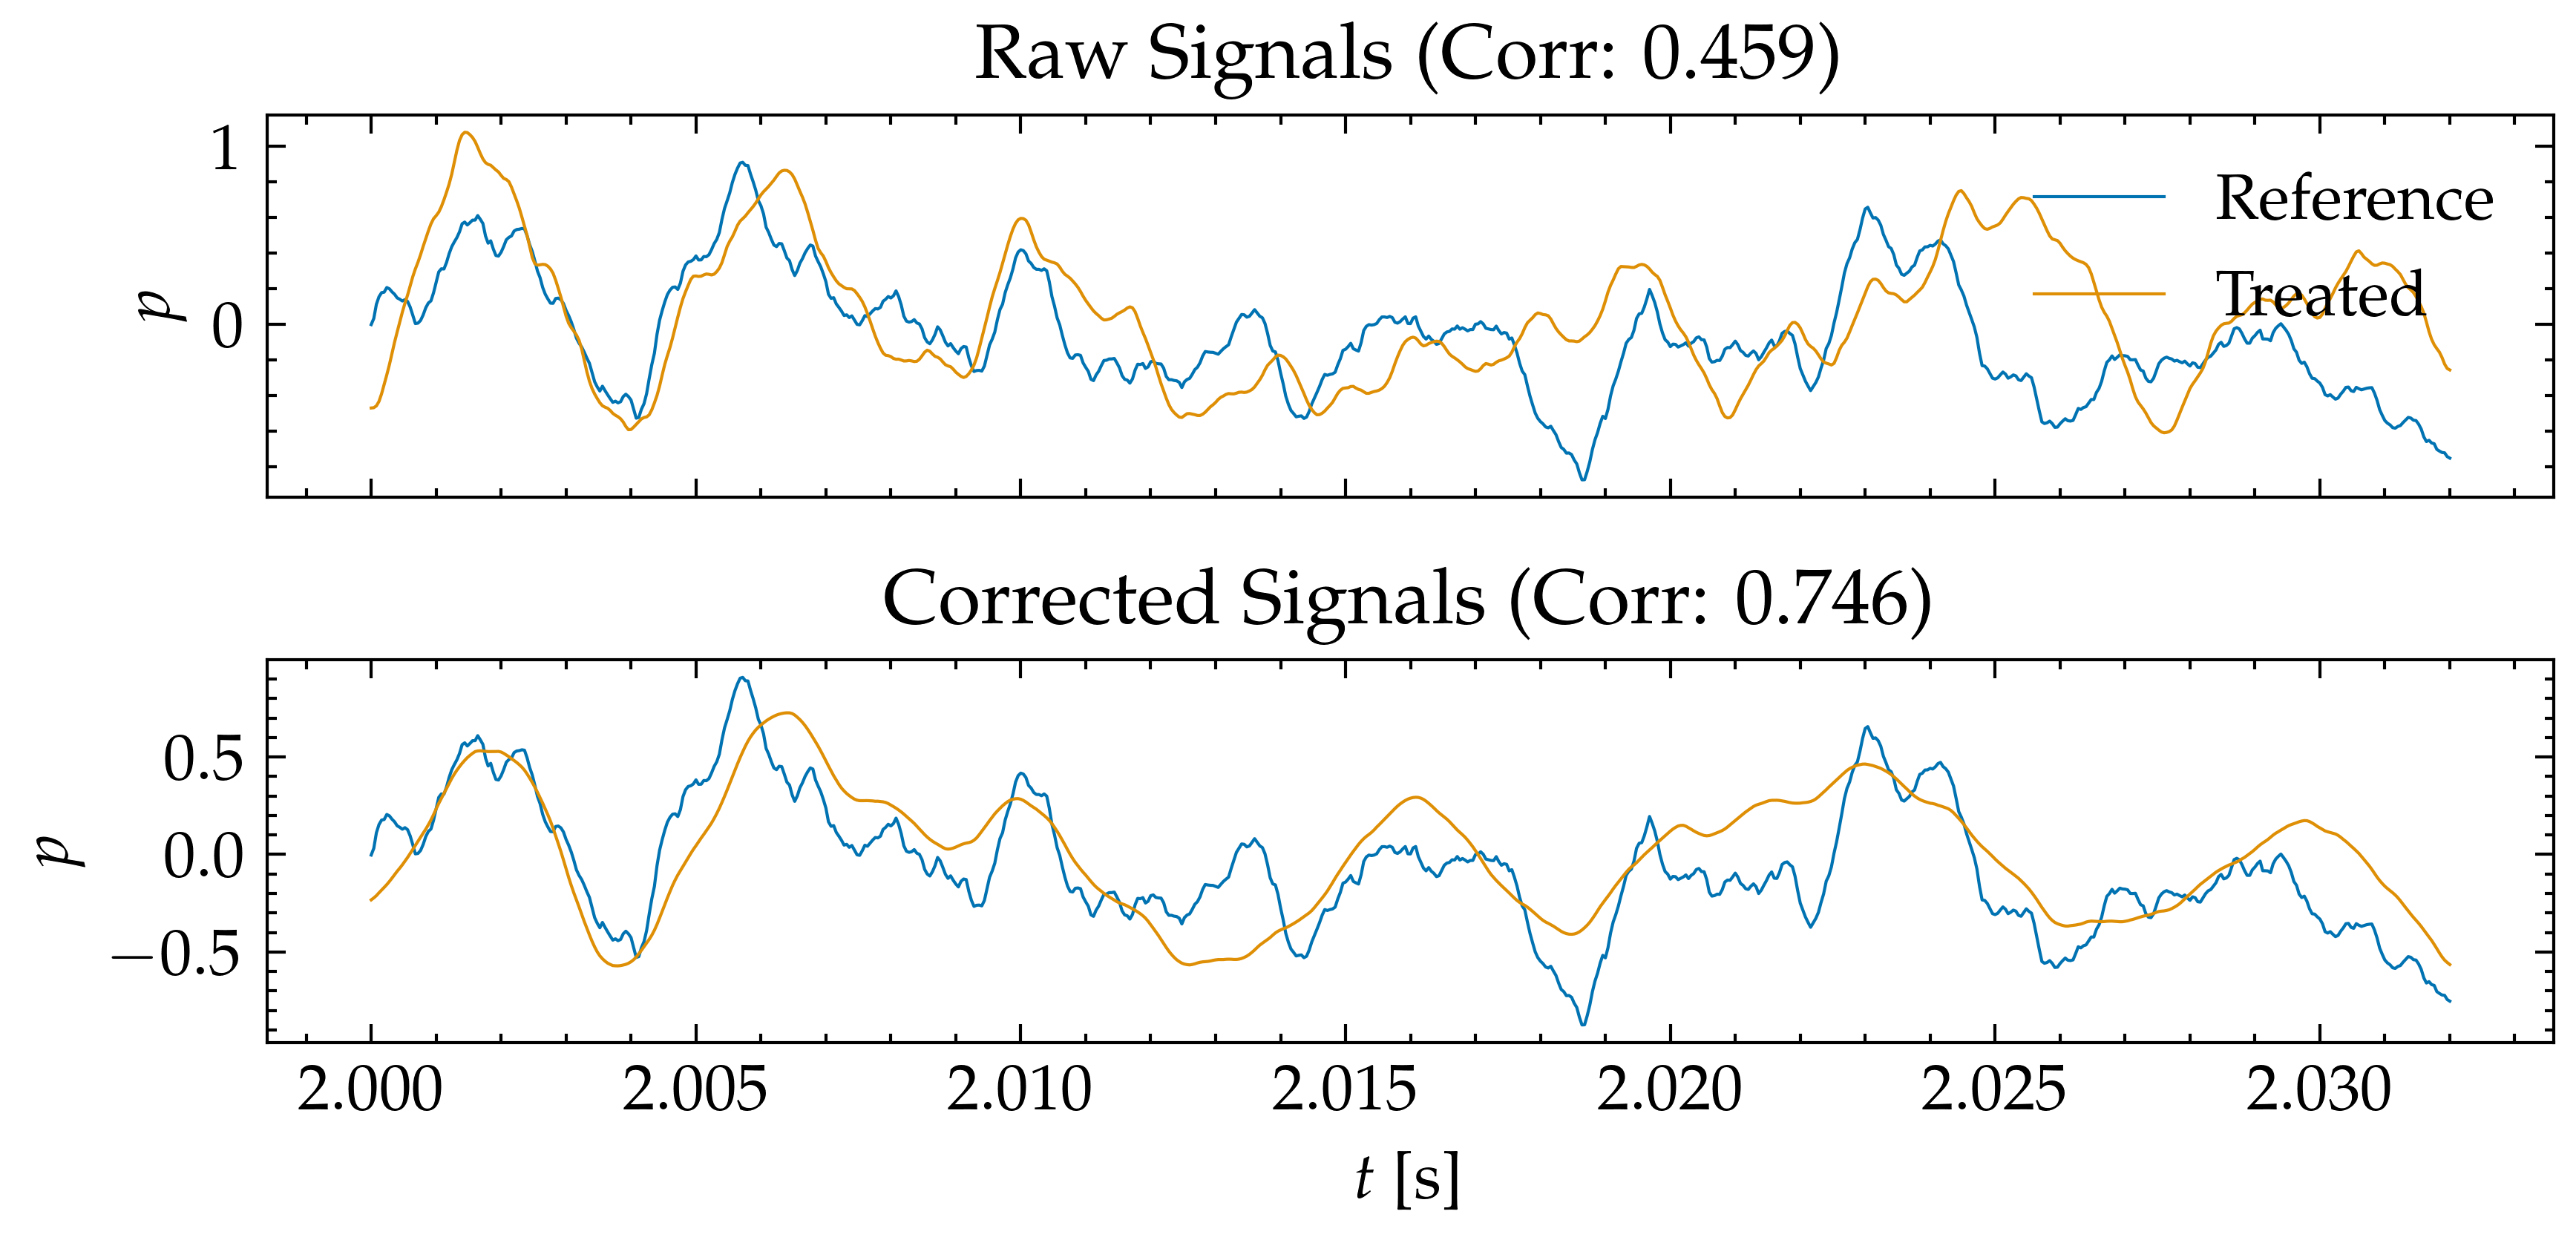 Raw Signals (Corr: 0.459)
1
0
p
Reference
Treated
Corrected Signals (Corr: 0.746)
0.5
0.0
−0.5
p
2.000 2.005 2.010 2.015 2.020 2.025 2.030
t [s]